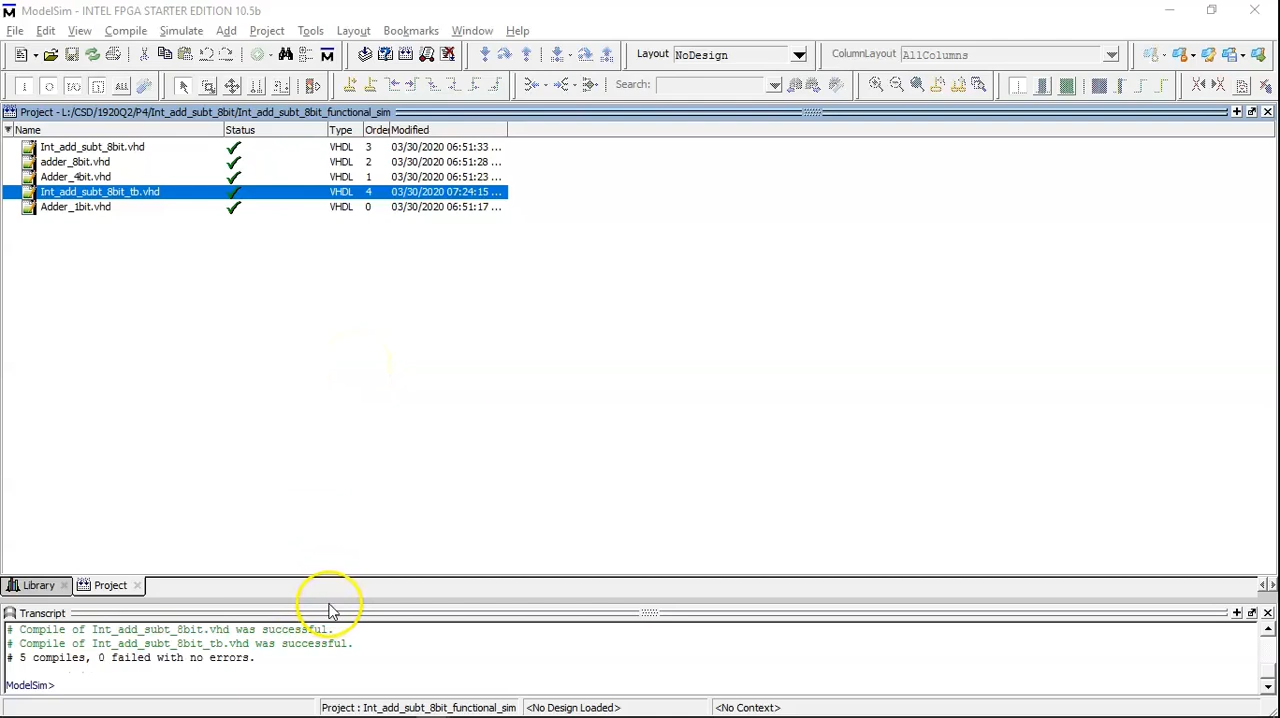 ModelSim - INTEL FPGA STARTER EDITION 10.5b
File Edit View Compile Simulate Add Project Tools Layout Bookmarks Window Help
Layout NoDesign ColumnLayout AllColumns
Search:
Project - L:/CSD/1920Q2/P4/Int_add_subt_8bit/Int_add_subt_8bit_functional_sim
Name Status Type Order Modified
Int_add_subt_8bit.vhd VHDL 3 03/30/2020 06:51:33 ...
adder_8bit.vhd VHDL 2 03/30/2020 06:51:28 ...
Adder_4bit.vhd VHDL 1 03/30/2020 06:51:23 ...
Int_add_subt_8bit_tb.vhd VHDL 4 03/30/2020 07:24:15 ...
Adder_1bit.vhd VHDL 0 03/30/2020 06:51:17 ...
Library Project
Transcript
# Compile of Int_add_subt_8bit.vhd was successful.
# Compile of Int_add_subt_8bit_tb.vhd was successful.
# 5 compiles, 0 failed with no errors.
ModelSim>
Project : Int_add_subt_8bit_functional_sim <No Design Loaded> <No Context>